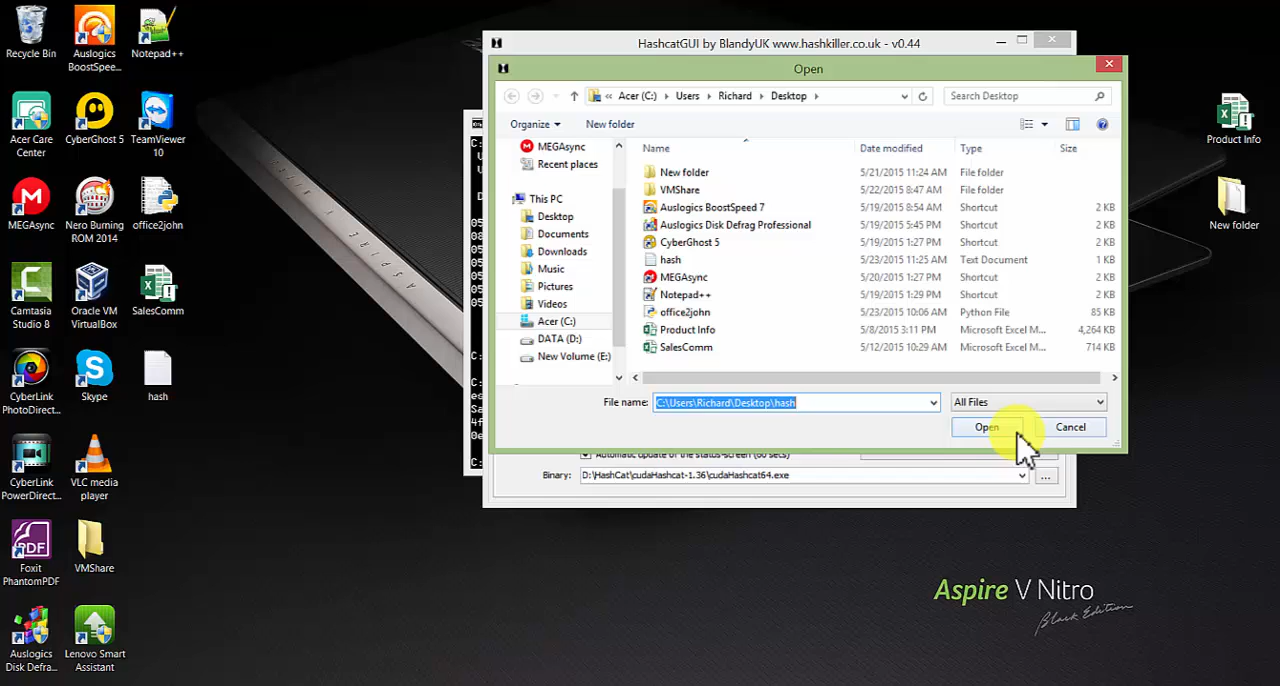 Recycle Bin
Auslogics
BoostSpee...
Notepad++
Acer Care
Center
CyberGhost 5
TeamViewer
10
MEGAsync
Nero Burning
ROM 2014
office2john
Camtasia
Studio 8
Oracle VM
VirtualBox
SalesComm
CyberLink
PhotoDirect...
Skype
hash
CyberLink
PowerDirect...
VLC media
player
Foxit
PhantomPDF
VMShare
Auslogics
Disk Defra...
Lenovo Smart
Assistant
HashcatGUI by BlandyUK www.hashkiller.co.uk - v0.44
Open
« Acer (C:) Users Richard Desktop
Search Desktop
Organize
New folder
MEGAsync
Recent places
This PC
Desktop
Documents
Downloads
Music
Pictures
Videos
Acer (C:)
DATA (D:)
New Volume (E:)
Name Date modified Type Size
New folder 5/21/2015 11:24 AM File folder
VMShare 5/22/2015 8:47 AM File folder
Auslogics BoostSpeed 7 5/19/2015 8:54 AM Shortcut 2 KB
Auslogics Disk Defrag Professional 5/19/2015 5:45 PM Shortcut 2 KB
CyberGhost 5 5/19/2015 1:27 PM Shortcut 2 KB
hash 5/23/2015 11:25 AM Text Document 1 KB
MEGAsync 5/20/2015 1:27 PM Shortcut 2 KB
Notepad++ 5/19/2015 1:29 PM Shortcut 2 KB
office2john 5/23/2015 10:06 AM Python File 85 KB
Product Info 5/8/2015 3:11 PM Microsoft Excel M... 4,264 KB
SalesComm 5/12/2015 10:29 AM Microsoft Excel M... 714 KB
File name: C:\Users\Richard\Desktop\hash
All Files
Open
Cancel
Automatic update of the status-screen (60 secs)
Binary: D:\HashCat\cudaHashcat-1.36\cudaHashcat64.exe
...
Product Info
New folder
ASPIRE V
Aspire V Nitro
Black Edition